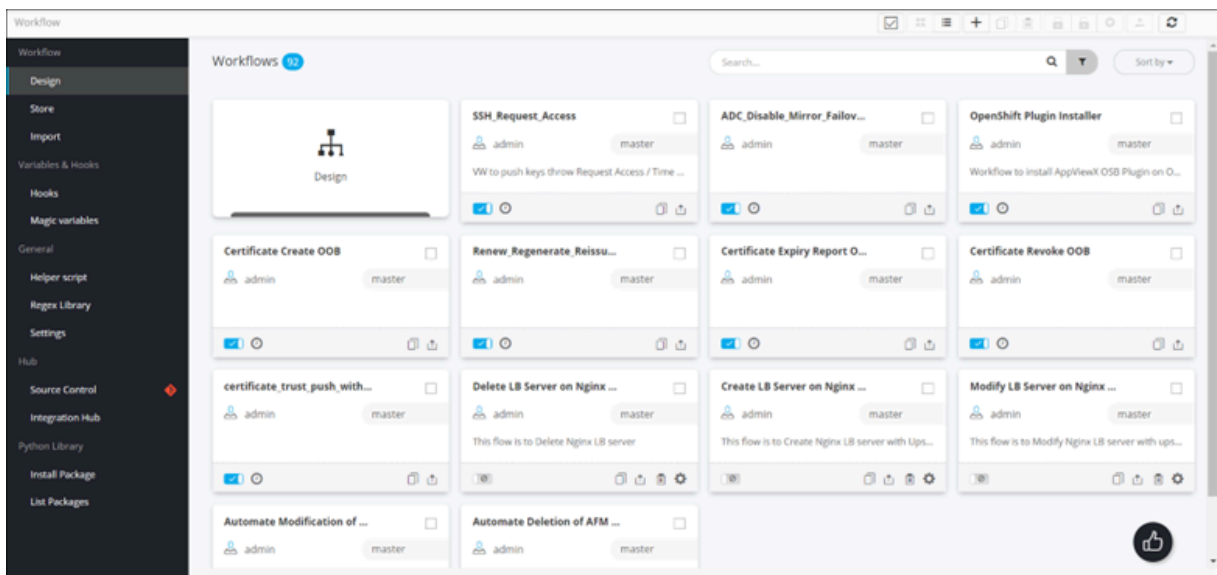 Workflow
Workflow
Design
Store
Import
Variables & Hooks
Hooks
Magic variables
General
Helper script
Regex Library
Settings
Hub
Source Control
Integration Hub
Python Library
Install Package
List Packages
Workflows 92
Search...
Sort by
Design
SSH_Request_Access
admin master
VW to push keys throw Request Access / Time ...
ADC_Disable_Mirror_Failov...
admin master
OpenShift Plugin Installer
admin master
Workflow to install AppViewX OSB Plugin on O...
Certificate Create OOB
admin master
Renew_Regenerate_Reissu...
admin master
Certificate Expiry Report O...
admin master
Certificate Revoke OOB
admin master
certificate_trust_push_with...
admin master
Delete LB Server on Nginx ...
admin master
This flow is to Delete Nginx LB server
Create LB Server on Nginx ...
admin master
This flow is to Create Nginx LB server with Ups...
Modify LB Server on Nginx ...
admin master
This flow is to Modify Nginx LB server with ups...
Automate Modification of ...
admin master
Automate Deletion of AFM ...
admin master